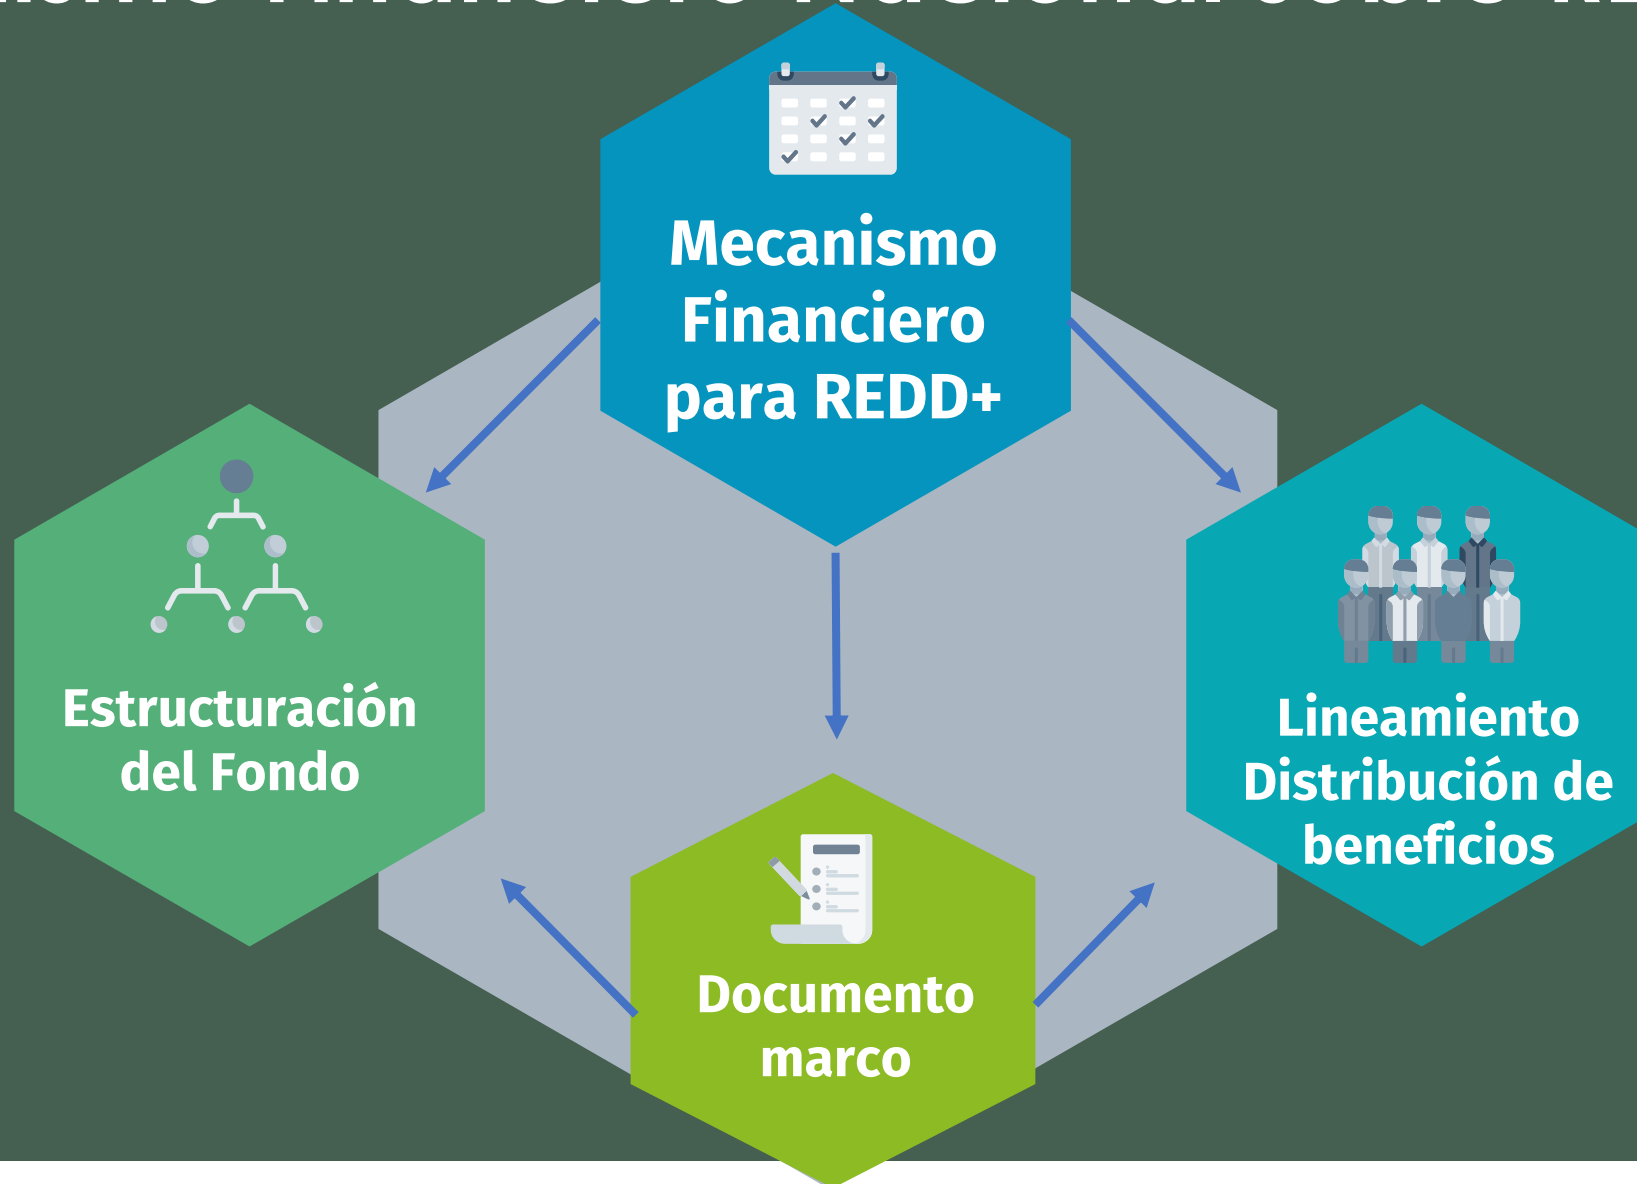 Mecanismo
Financiero
para REDD+
Estructuración
del Fondo
Lineamiento
Distribución de
beneficios
Documento
marco